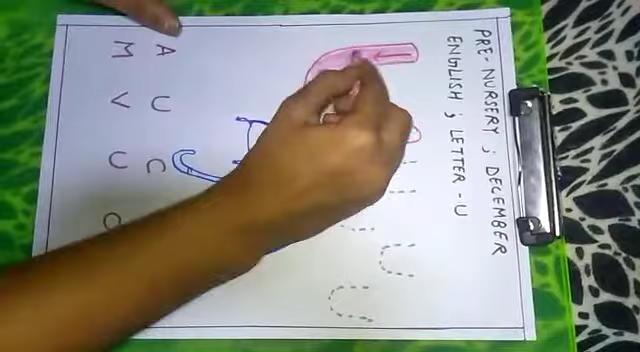 PRE-NURSERY ; DECEMBER
ENGLISH ; LETTER - U
U
U
A U C
M V U